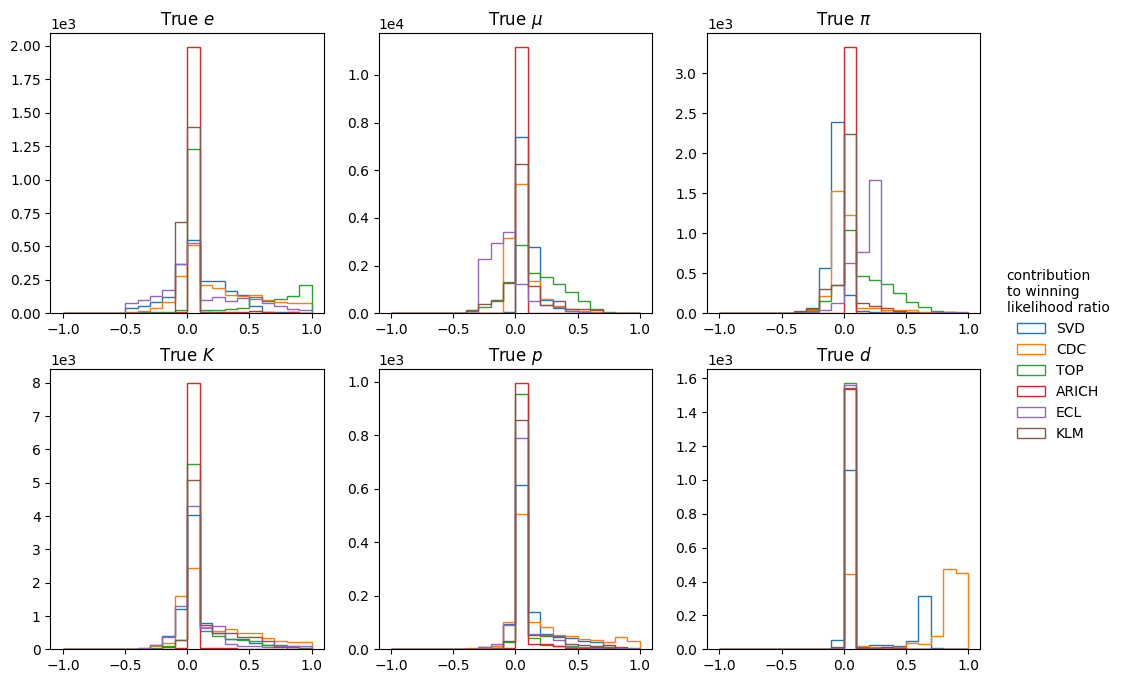 True e
True μ
True π
1e3
1e4
1e3
2.00
1.75
1.50
1.25
1.00
0.75
0.50
0.25
0.00
1.0
0.8
0.6
0.4
0.2
0.0
3.0
2.5
2.0
1.5
1.0
0.5
0.0
−1.0 −0.5 0.0 0.5 1.0
−1.0 −0.5 0.0 0.5 1.0
−1.0 −0.5 0.0 0.5 1.0
True K
True p
True d
1e3
1e3
1e3
8
7
6
5
4
3
2
1
0
1.0
0.8
0.6
0.4
0.2
0.0
1.6
1.4
1.2
1.0
0.8
0.6
0.4
0.2
0.0
−1.0 −0.5 0.0 0.5 1.0
−1.0 −0.5 0.0 0.5 1.0
−1.0 −0.5 0.0 0.5 1.0
contribution
to winning
likelihood ratio
SVD
CDC
TOP
ARICH
ECL
KLM